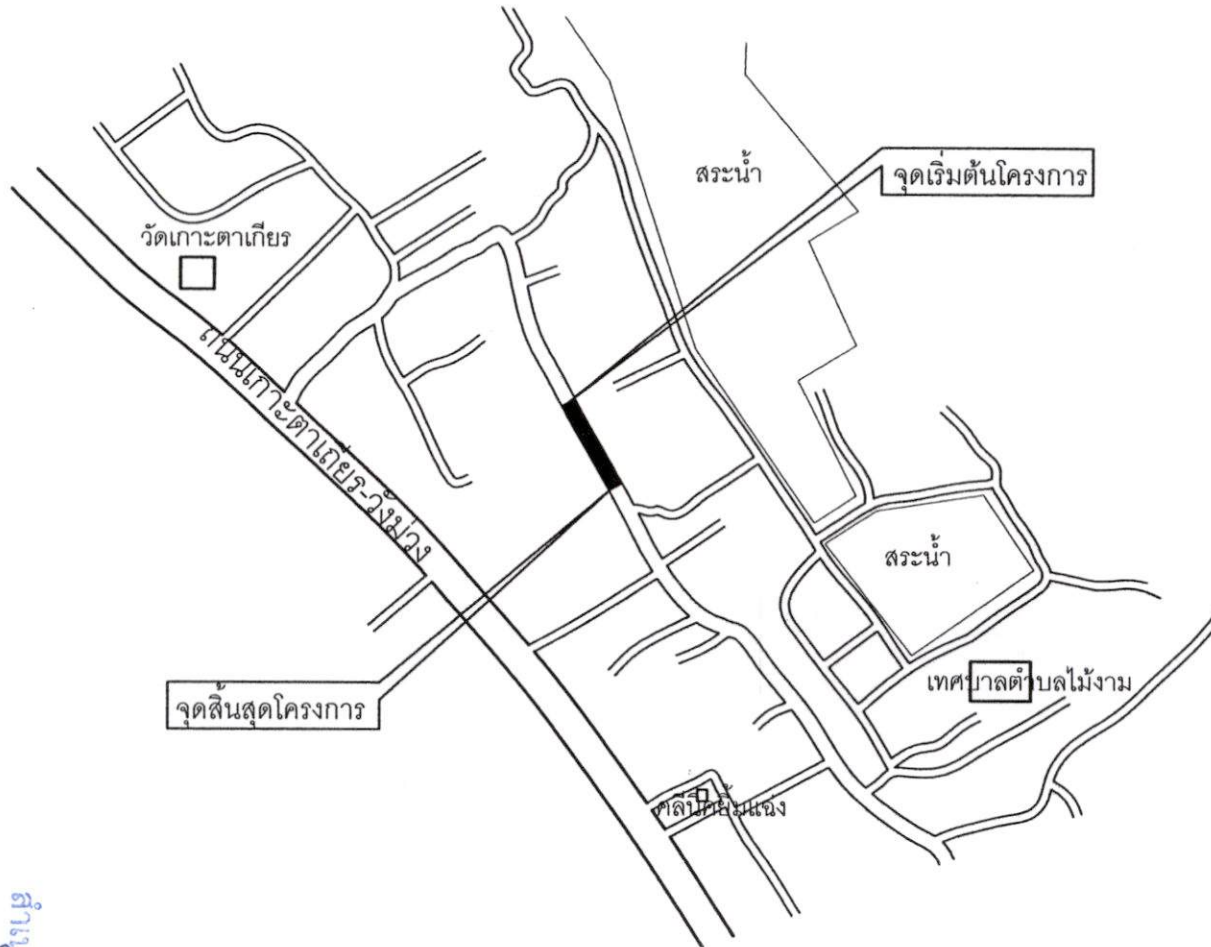 สระน้ำ
จุดเริ่มต้นโครงการ
วัดเกาะตาเกียร
ถนนเกาะตาเถียร-วังม่วง
สระน้ำ
เทศบาลตำบลไม้งาม
จุดสิ้นสุดโครงการ
คลีนิคยิ้มแฉ่ง